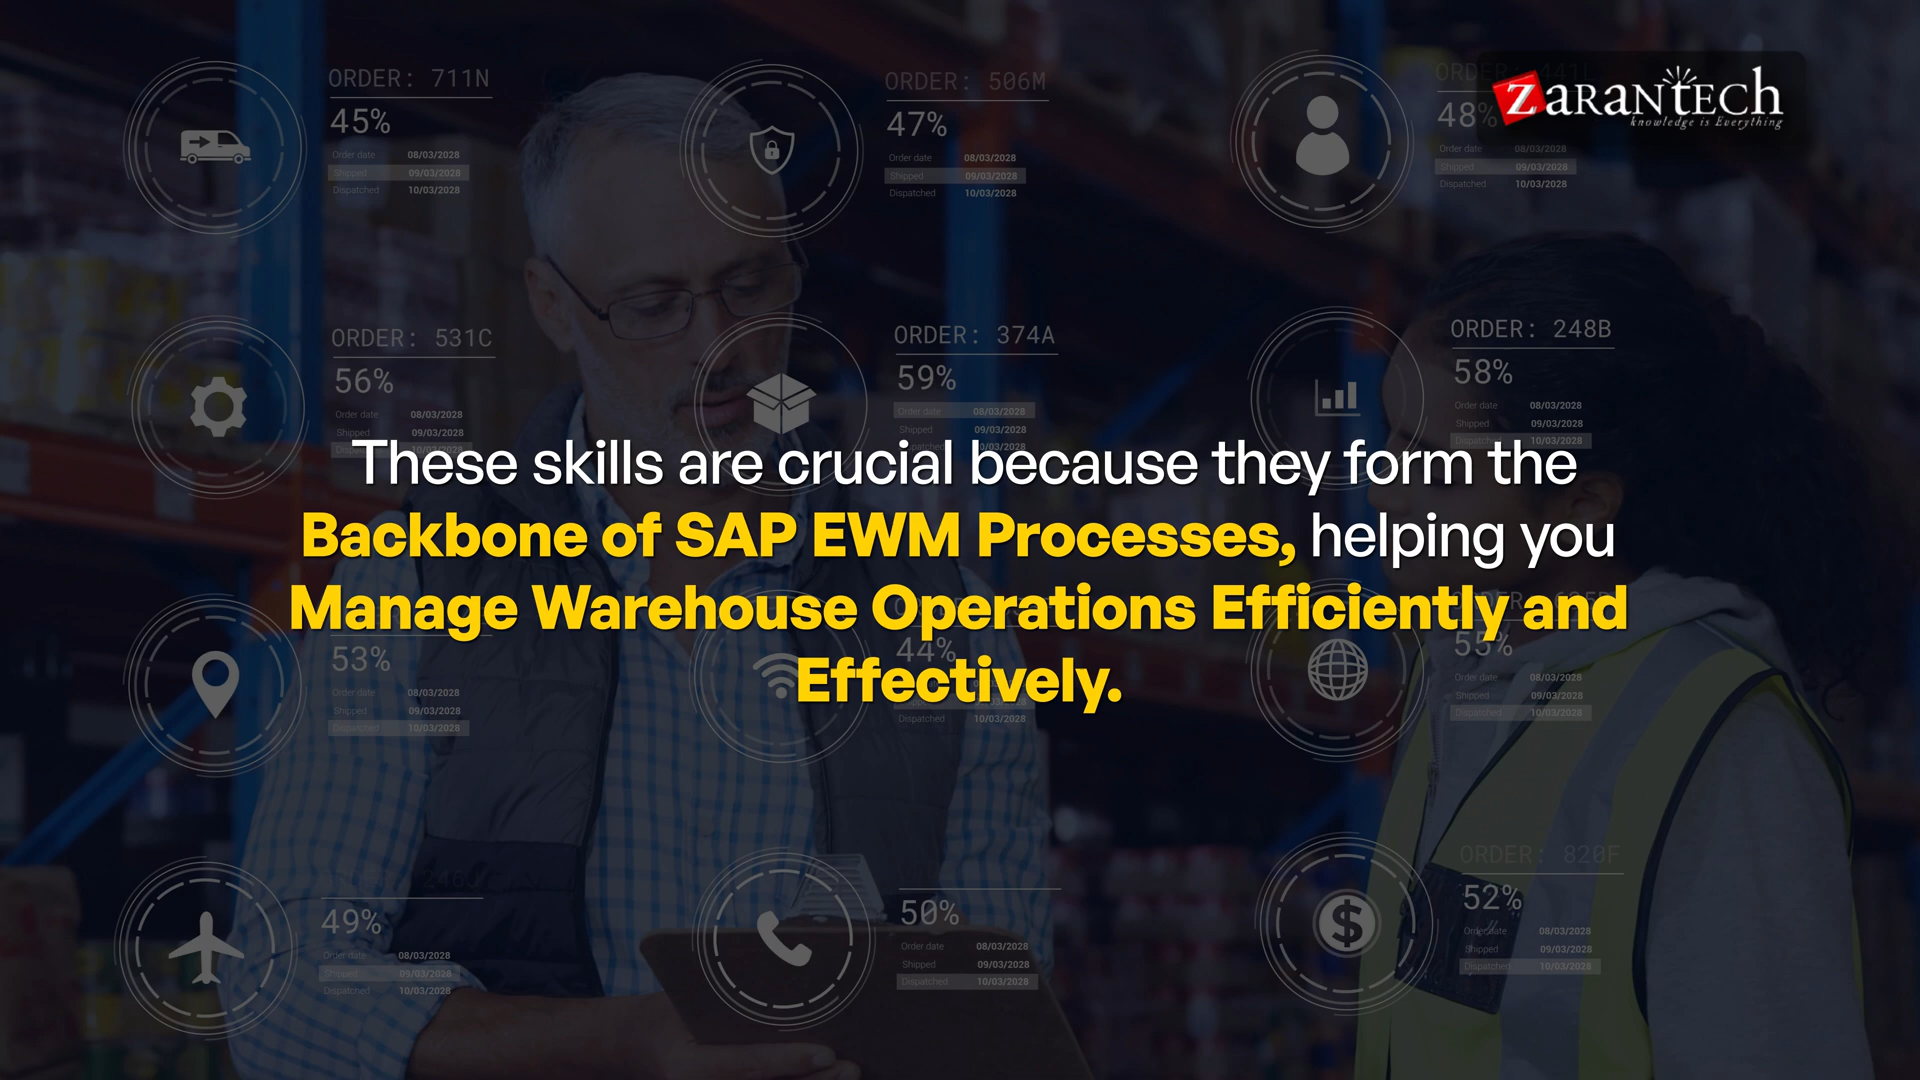 ORDER: 711N
45%
Order date 08/03/2028
Shipped 09/03/2028
Dispatched 10/03/2028
ORDER: 506M
47%
Order date 08/03/2028
Shipped 09/03/2028
Dispatched 10/03/2028
48%
Order date 08/03/2028
Shipped 09/03/2028
Dispatched 10/03/2028
ZaranTech
knowledge is Everything
ORDER: 531C
56%
Order date 08/03/2028
Shipped 09/03/2028
ORDER: 374A
59%
Order date 08/03/2028
ORDER: 248B
58%
Order date 08/03/2028
Shipped 09/03/2028
Dispatched 10/03/2028
These skills are crucial because they form the
Backbone of SAP EWM Processes, helping you
Manage Warehouse Operations Efficiently and
Effectively.
53%
Order date 08/03/2028
Shipped 09/03/2028
Dispatched 10/03/2028
44%
Dispatched 10/03/2028
55%
Order date 08/03/2028
Shipped 09/03/2028
Dispatched 10/03/2028
49%
Order date 08/03/2028
Shipped 09/03/2028
Dispatched 10/03/2028
50%
Order date 08/03/2028
Shipped 09/03/2028
Dispatched 10/03/2028
ORDER: 820F
52%
Order date 08/03/2028
Shipped 09/03/2028
Dispatched 10/03/2028